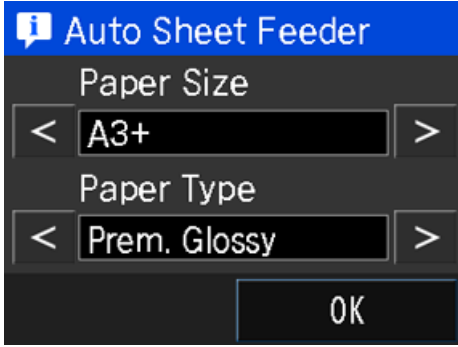 Auto Sheet Feeder
Paper Size
< A3+ >
Paper Type
< Prem. Glossy >
OK